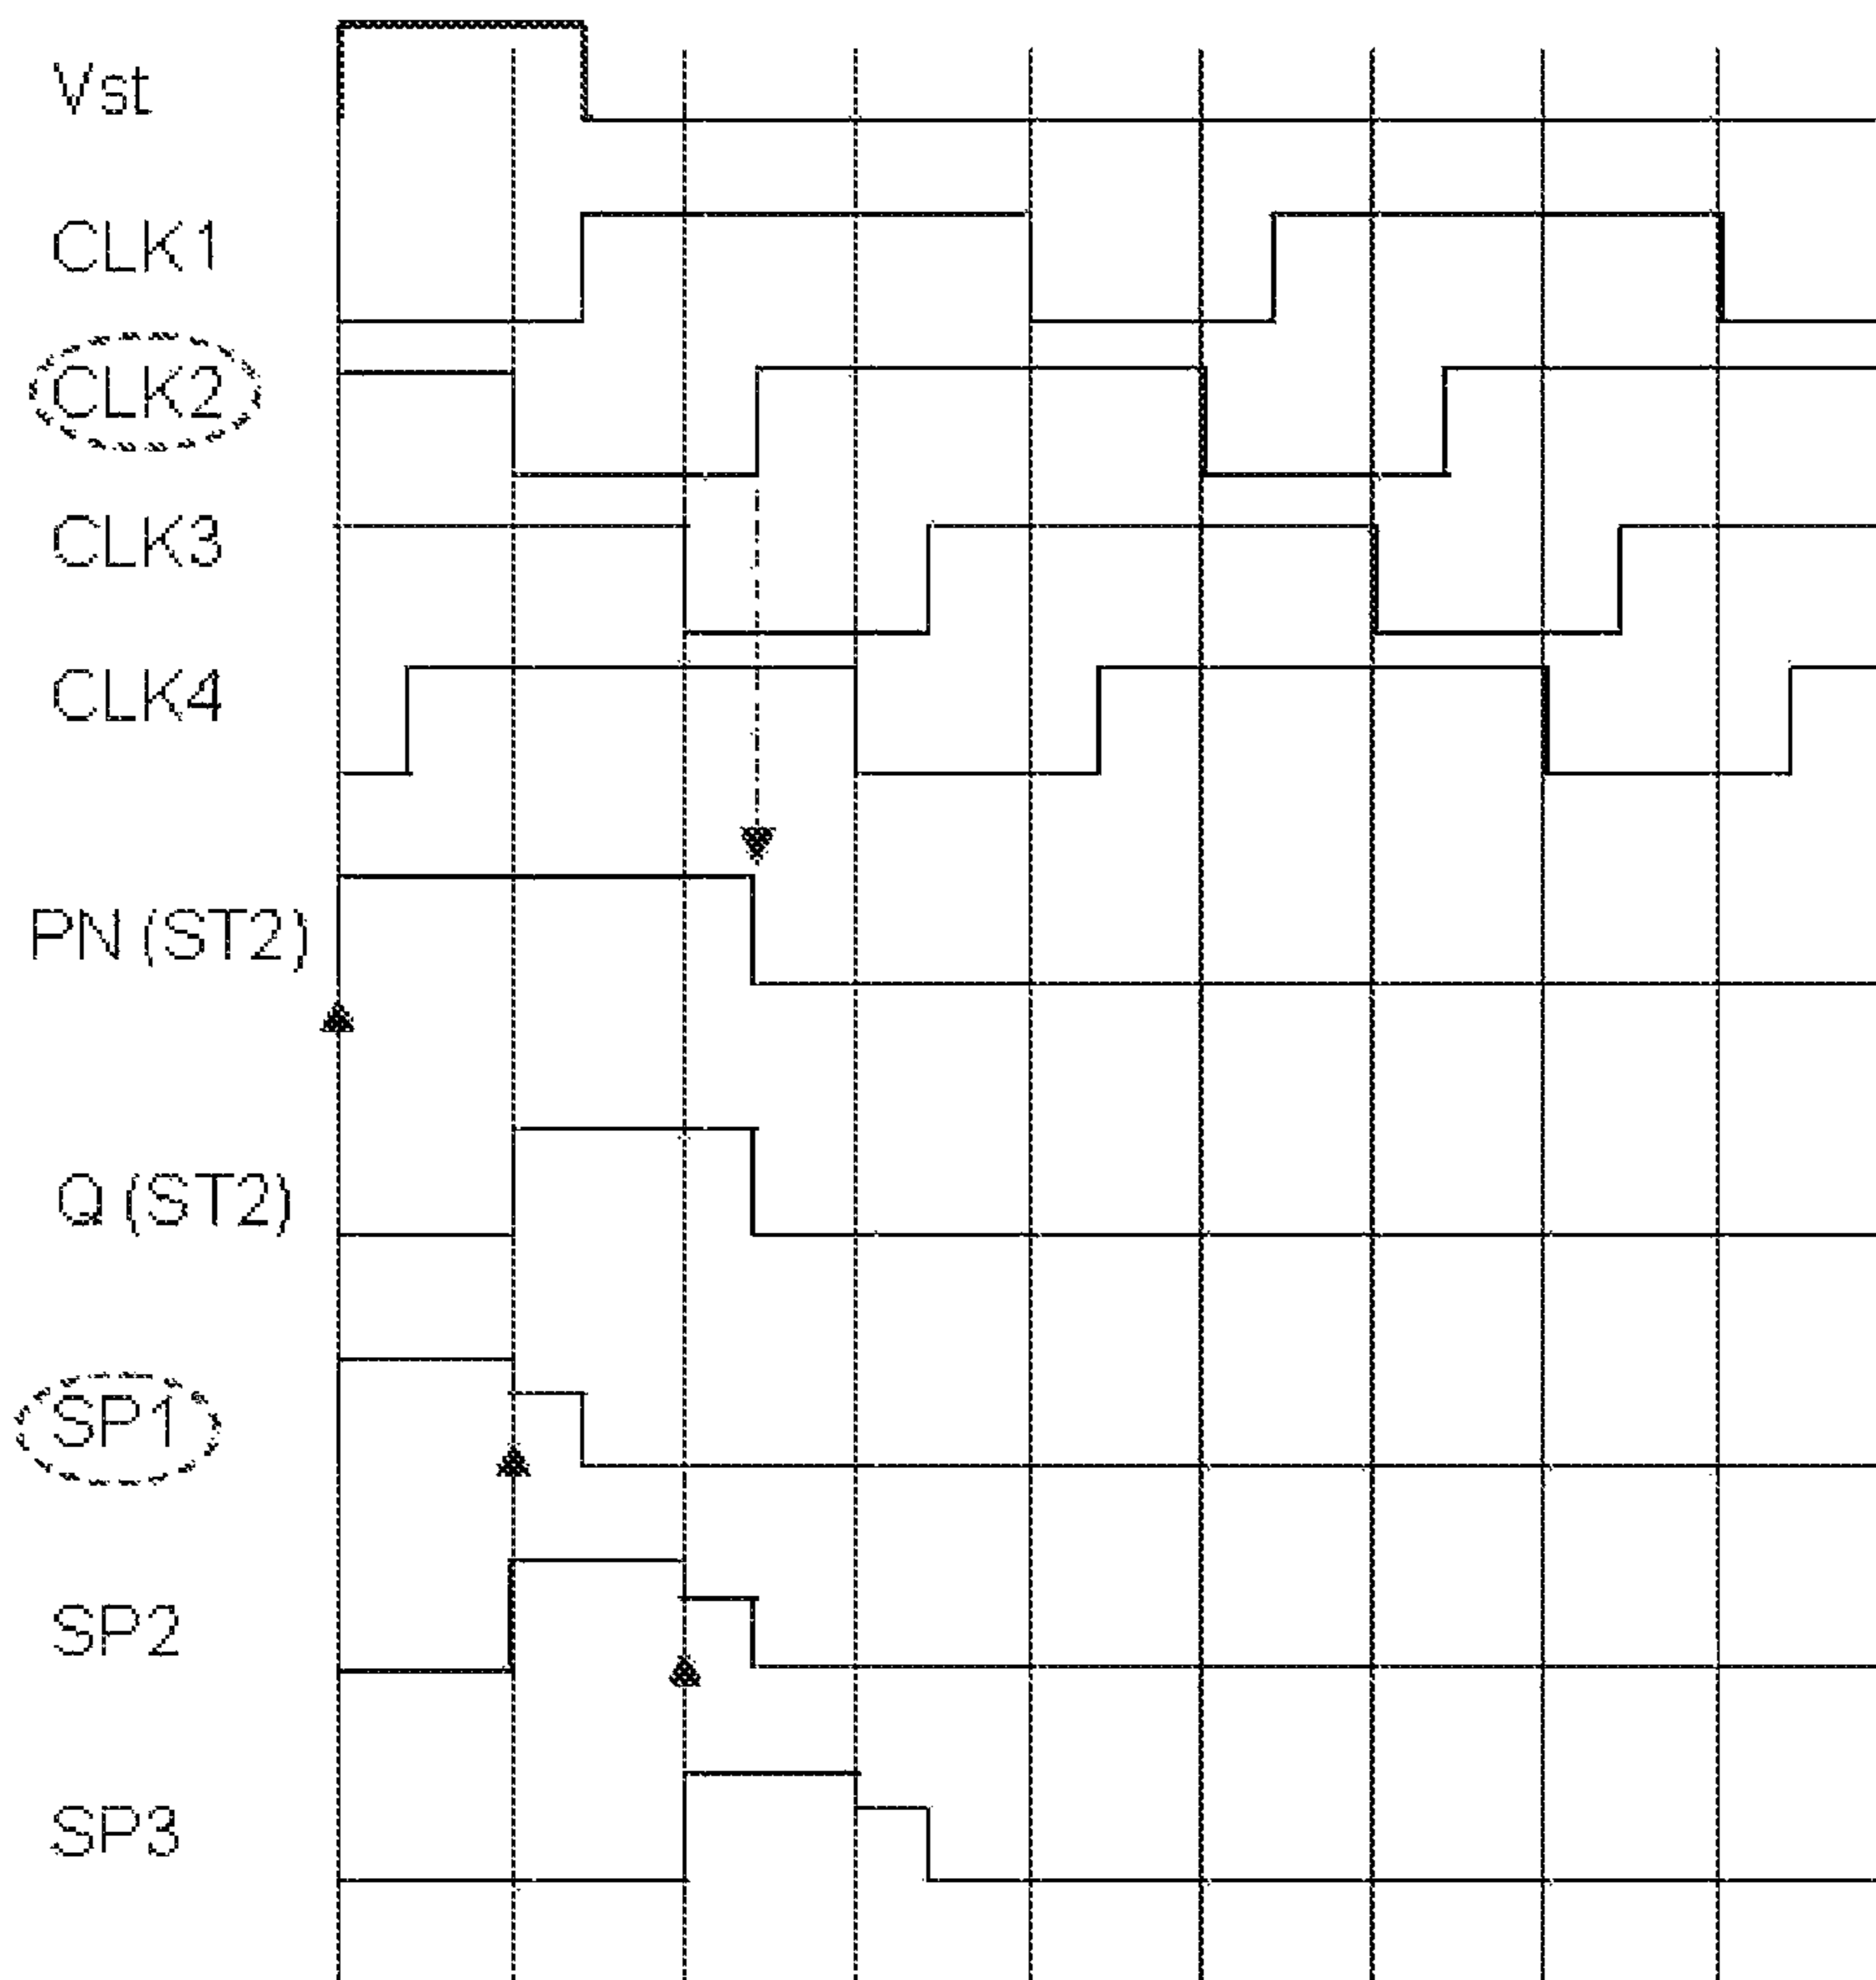 Vst
CLK1
CLK2
CLK3
CLK4
PN (ST2)
Q (ST2)
SP1
SP2
SP3